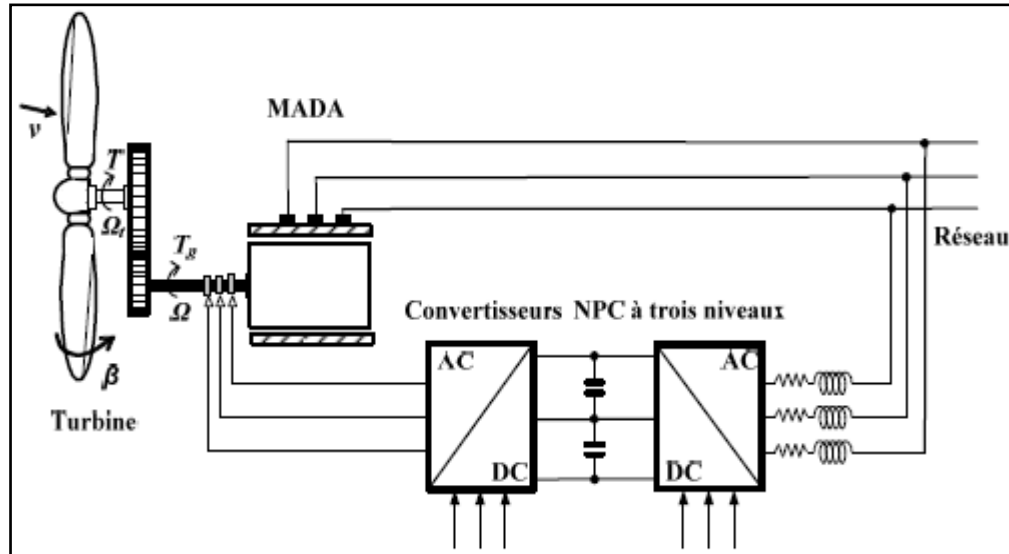 MADA
v
T
Ωt
Tg
Ω
Réseau
Convertisseurs NPC à trois niveaux
AC
AC
β
Turbine
DC
DC